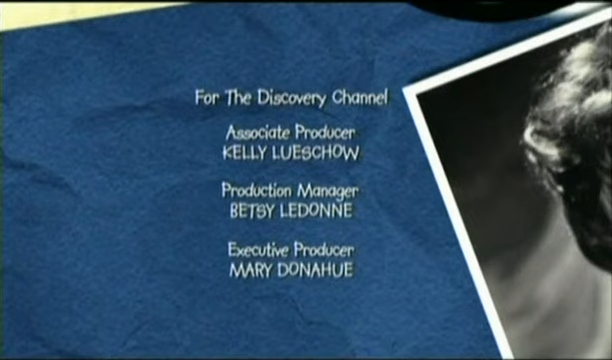 For The Discovery Channel
Associate Producer
KELLY LUESCHOW
Production Manager
BETSY LEDONNE
Executive Producer
MARY DONAHUE